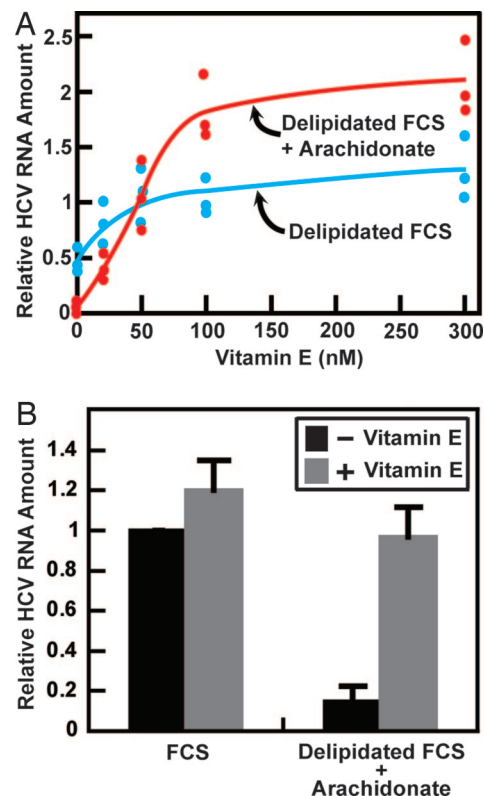 A
Relative HCV RNA Amount
2.5
2
1.5
1
0.5
0
Delipidated FCS
+ Arachidonate
Delipidated FCS
0 50 100 150 200 250 300
Vitamin E (nM)
B
Relative HCV RNA Amount
1.4
1.2
1
0.8
0.6
0.4
0.2
0
− Vitamin E
+ Vitamin E
FCS
Delipidated FCS
+
Arachidonate